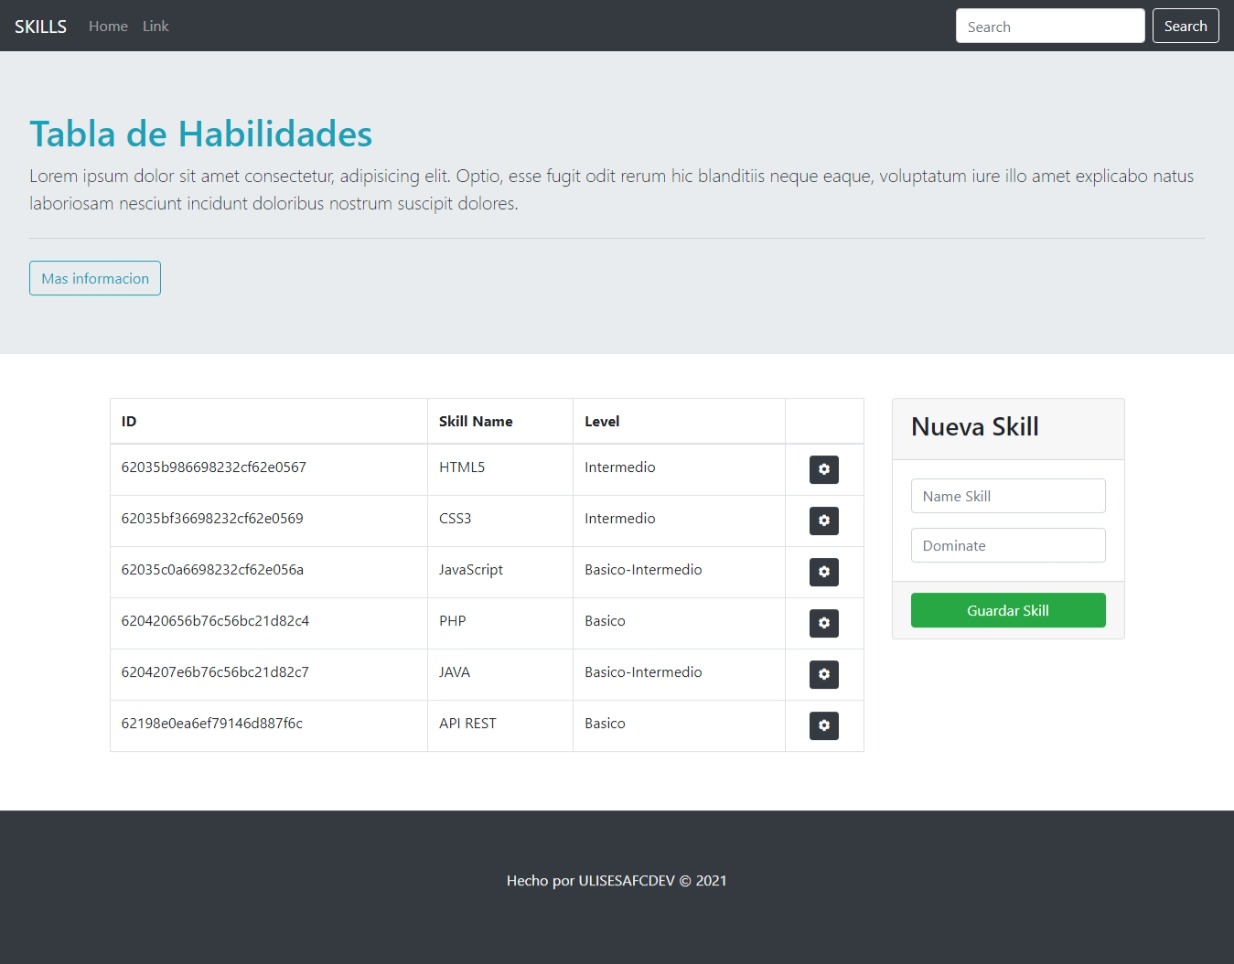 SKILLS Home Link Search Search
Tabla de Habilidades
Lorem ipsum dolor sit amet consectetur, adipisicing elit. Optio, esse fugit odit rerum hic blanditiis neque eaque, voluptatum iure illo amet explicabo natus
laboriosam nesciunt incidunt doloribus nostrum suscipit dolores.
Mas informacion
ID Skill Name Level
62035b986698232cf62e0567 HTML5 Intermedio
62035bf36698232cf62e0569 CSS3 Intermedio
62035c0a6698232cf62e056a JavaScript Basico-Intermedio
620420656b76c56bc21d82c4 PHP Basico
6204207e6b76c56bc21d82c7 JAVA Basico-Intermedio
62198e0ea6ef79146d887f6c API REST Basico
Nueva Skill
Name Skill
Dominate
Guardar Skill
Hecho por ULISESAFCDEV © 2021